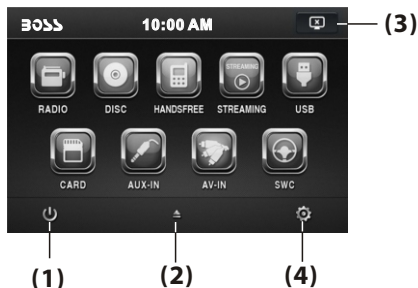 BOSS 10:00 AM (3)
RADIO DISC HANDSFREE STREAMING STREAMING USB
CARD AUX-IN AV-IN SWC
(1) (2) (4)